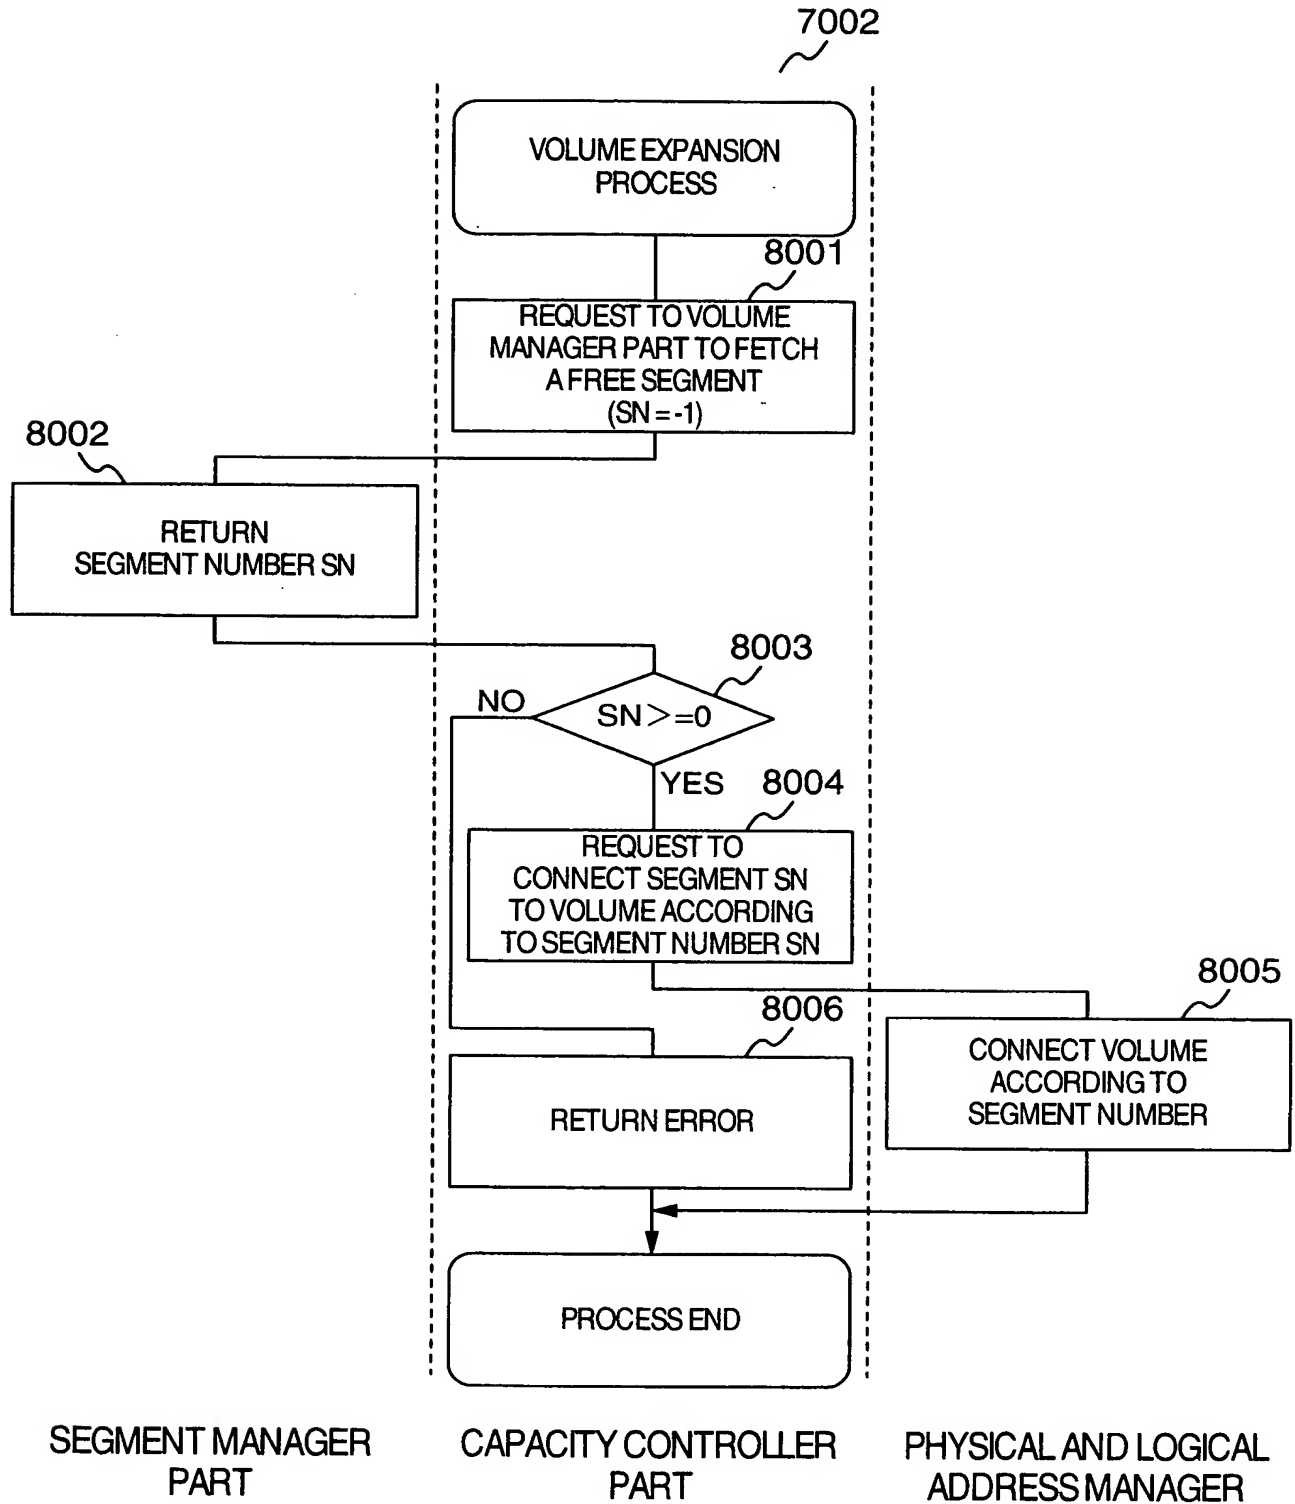 7002
VOLUME EXPANSION
PROCESS
8001
REQUEST TO VOLUME
MANAGER PART TO FETCH
A FREE SEGMENT
(SN = -1)
8002
RETURN
SEGMENT NUMBER SN
8003
NO
SN >=0
YES
8004
REQUEST TO
CONNECT SEGMENT SN
TO VOLUME ACCORDING
TO SEGMENT NUMBER SN
8005
CONNECT VOLUME
ACCORDING TO
SEGMENT NUMBER
8006
RETURN ERROR
PROCESS END
SEGMENT MANAGER
PART
CAPACITY CONTROLLER
PART
PHYSICAL AND LOGICAL
ADDRESS MANAGER